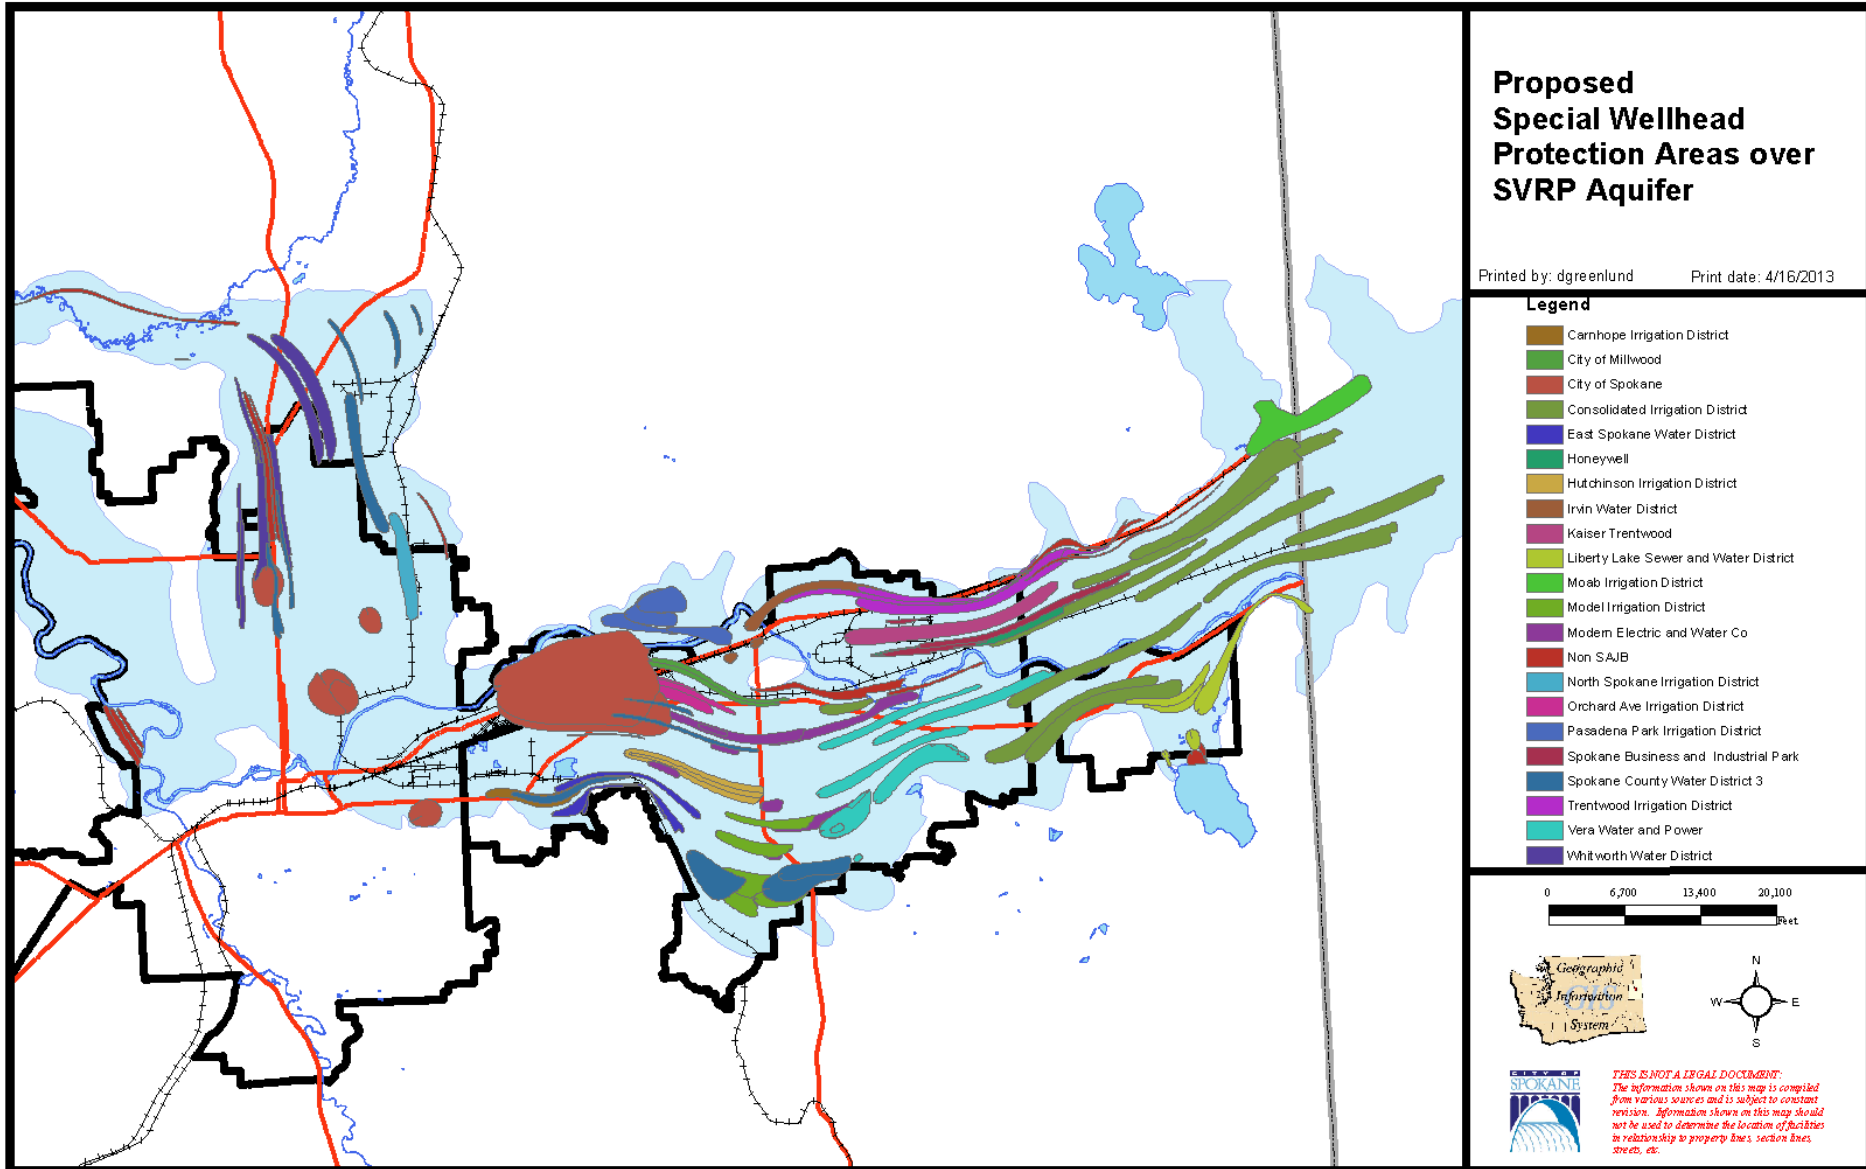 Proposed
Special Wellhead
Protection Areas over
SVRP Aquifer
Printed by: dgreenlund Print date: 4/16/2013
Legend
Carnhope Irrigation District
City of Millwood
City of Spokane
Consolidated Irrigation District
East Spokane Water District
Honeywell
Hutchinson Irrigation District
Irvin Water District
Kaiser Trentwood
Liberty Lake Sewer and Water District
Moab Irrigation District
Model Irrigation District
Modern Electric and Water Co
Non SAJB
North Spokane Irrigation District
Orchard Ave Irrigation District
Pasadena Park Irrigation District
Spokane Business and Industrial Park
Spokane County Water District 3
Trentwood Irrigation District
Vera Water and Power
Whitworth Water District
0 6,700 13,400 20,100
Feet
Geographic
Information
GIS
System
N
W E
S
CITY OF
SPOKANE
THIS IS NOT A LEGAL DOCUMENT:
The information shown on this map is compiled
from various sources and is subject to constant
revision. Information shown on this map should
not be used to determine the location of facilities
in relationship to property lines, section lines,
streets, etc.